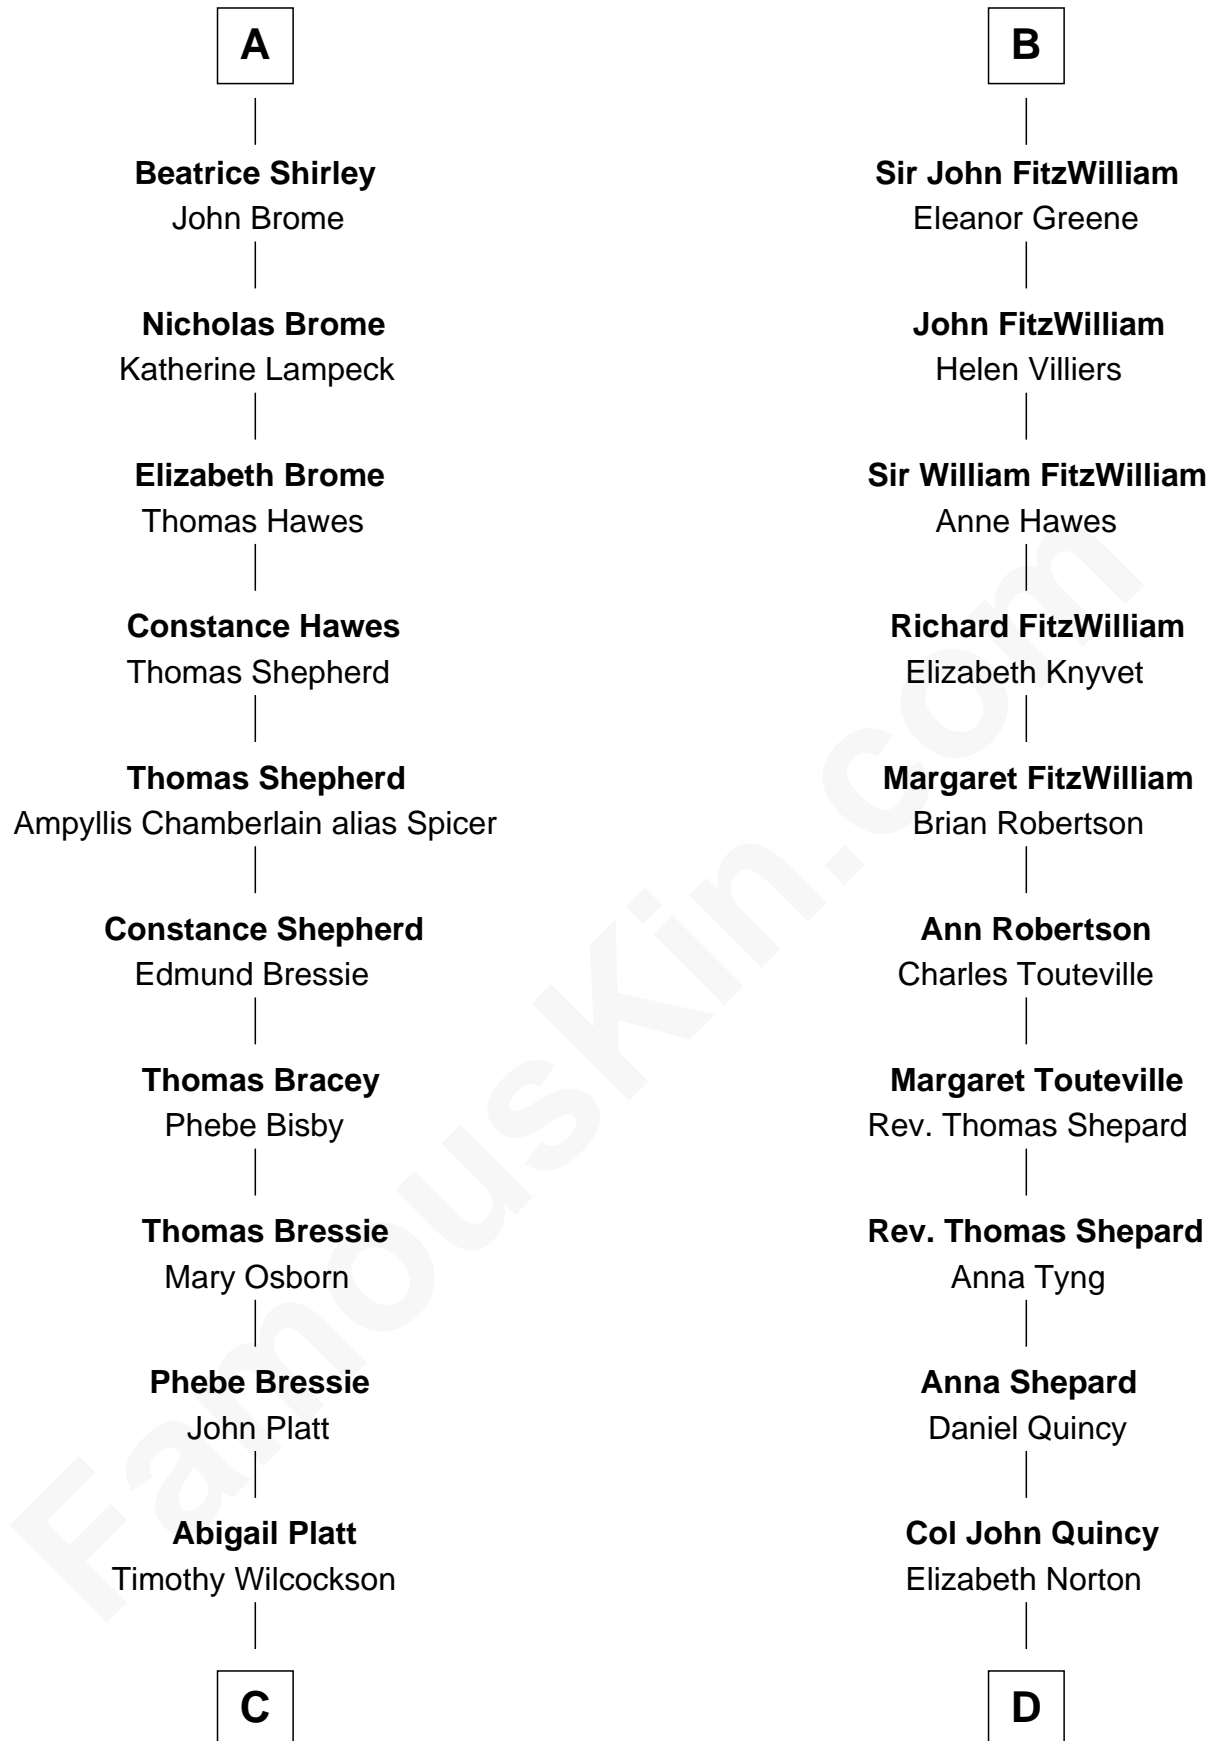 A
Beatrice Shirley
John Brome
Nicholas Brome
Katherine Lampeck
Elizabeth Brome
Thomas Hawes
Constance Hawes
Thomas Shepherd
Thomas Shepherd
Ampyllis Chamberlain alias Spicer
Constance Shepherd
Edmund Bressie
Thomas Bracey
Phebe Bisby
Thomas Bressie
Mary Osborn
Phebe Bressie
John Platt
Abigail Platt
Timothy Wilcockson
C
B
Sir John FitzWilliam
Eleanor Greene
John FitzWilliam
Helen Villiers
Sir William FitzWilliam
Anne Hawes
Richard FitzWilliam
Elizabeth Knyvet
Margaret FitzWilliam
Brian Robertson
Ann Robertson
Charles Touteville
Margaret Touteville
Rev. Thomas Shepard
Rev. Thomas Shepard
Anna Tyng
Anna Shepard
Daniel Quincy
Col John Quincy
Elizabeth Norton
D
FamousKin.com